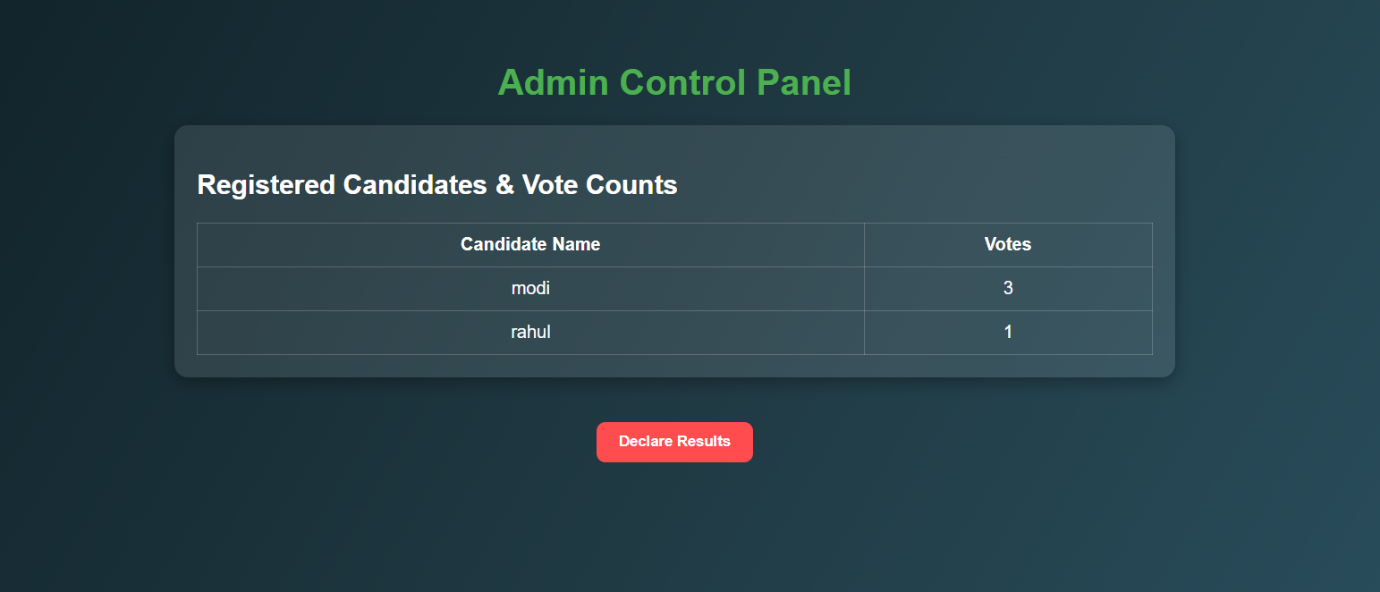 Admin Control Panel
Registered Candidates & Vote Counts
Candidate Name Votes
modi 3
rahul 1
Declare Results